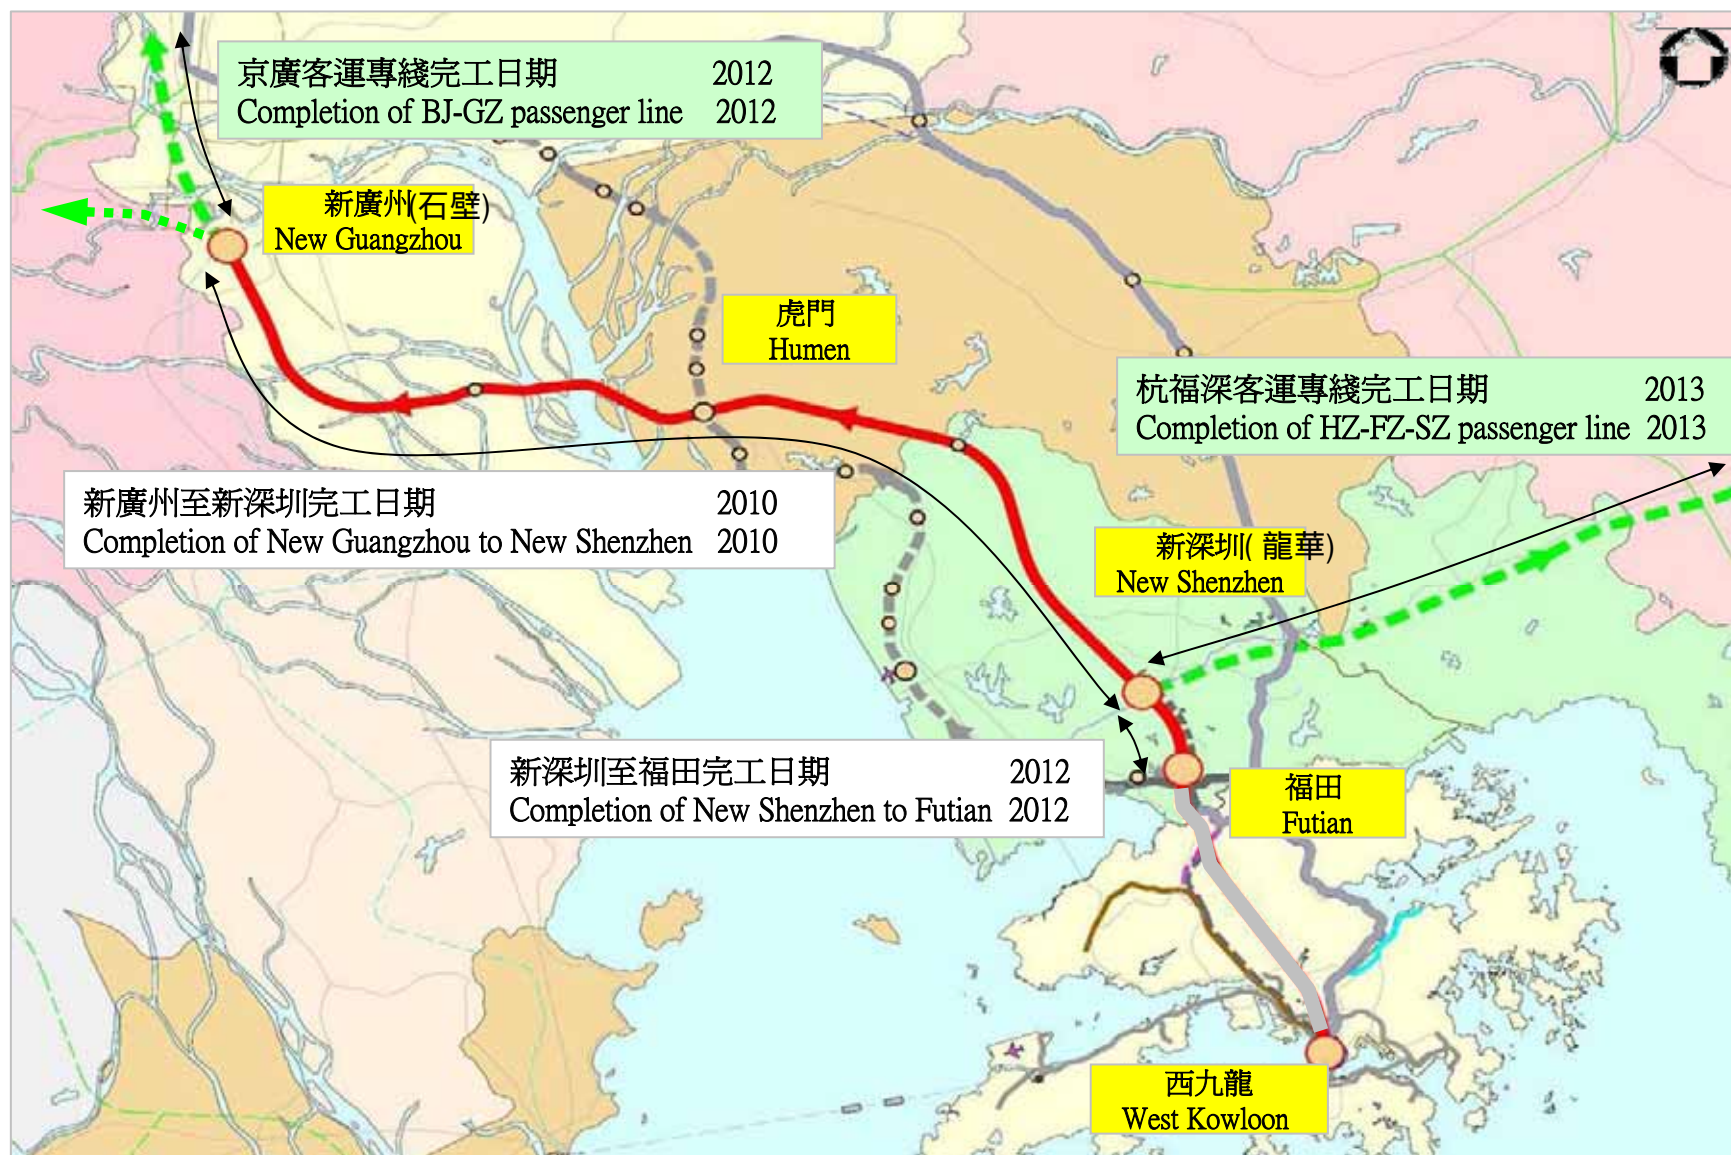 京廣客運專綫完工日期 2012
Completion of BJ-GZ passenger line 2012
新廣州(石壁)
New Guangzhou
虎門
Humen
杭福深客運專綫完工日期 2013
Completion of HZ-FZ-SZ passenger line 2013
新廣州至新深圳完工日期 2010
Completion of New Guangzhou to New Shenzhen 2010
新深圳( 龍華)
New Shenzhen
新深圳至福田完工日期 2012
Completion of New Shenzhen to Futian 2012
福田
Futian
西九龍
West Kowloon